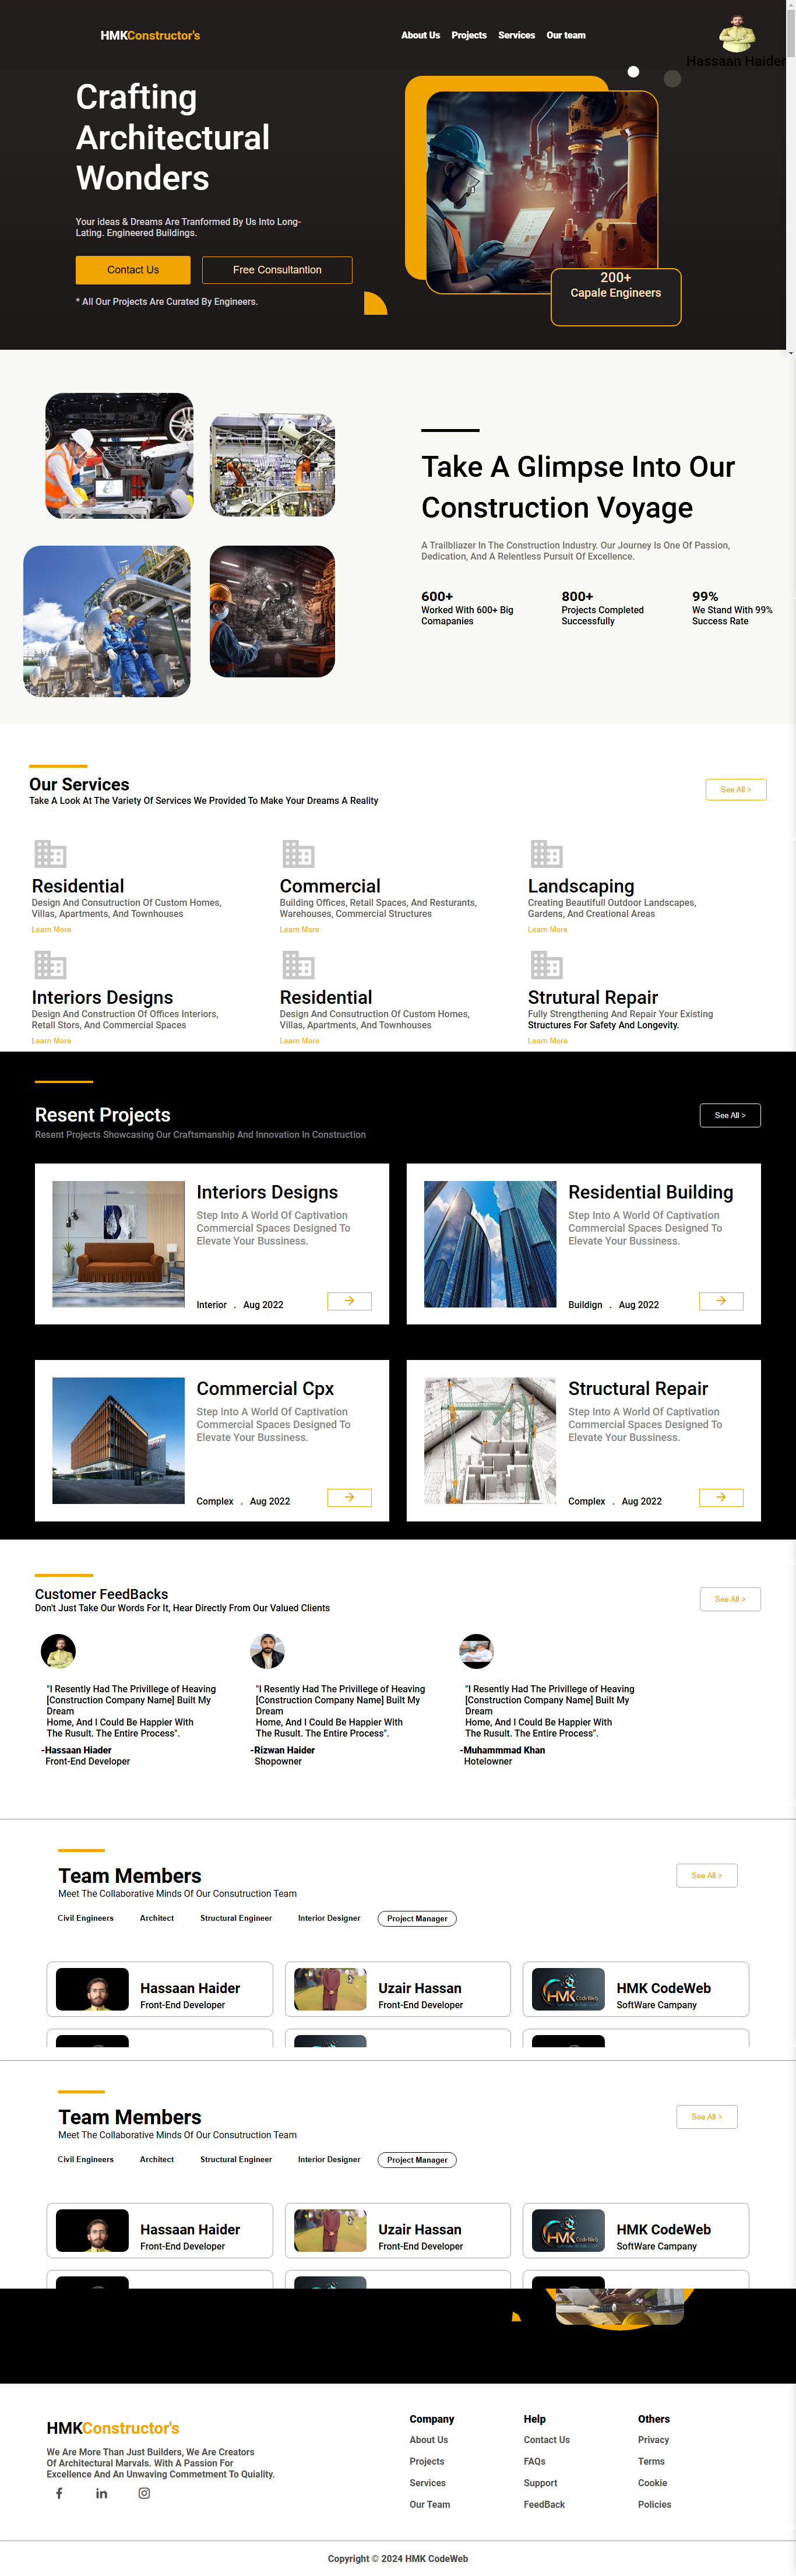 HMKConstructor's
About Us Projects Services Our team
Hassaan Haider
Crafting
Architectural
Wonders
Your ideas & Dreams Are Tranformed By Us Into Long-
Lating. Engineered Buildings.
Contact Us Free Consultantion
* All Our Projects Are Curated By Engineers.
200+
Capale Engineers
Take A Glimpse Into Our
Construction Voyage
A Trailbliazer In The Construction Industry. Our Journey Is One Of Passion,
Dedication, And A Relentless Pursuit Of Excellence.
600+ 800+ 99%
Worked With 600+ Big Projects Completed We Stand With 99%
Comapanies Successfully Success Rate
Our Services
Take A Look At The Variety Of Services We Provided To Make Your Dreams A Reality
See All >
Residential Commercial Landscaping
Design And Consutruction Of Custom Homes, Building Offices, Retail Spaces, And Resturants, Creating Beautifull Outdoor Landscapes,
Villas, Apartments, And Townhouses Warehouses, Commercial Structures Gardens, And Creational Areas
Learn More Learn More Learn More
Interiors Designs Residential Strutural Repair
Design And Construction Of Offices Interiors, Design And Consutruction Of Custom Homes, Fully Strengthening And Repair Your Existing
Retail Stors, And Commercial Spaces Villas, Apartments, And Townhouses Structures For Safety And Longevity.
Learn More Learn More Learn More
Resent Projects
Resent Projects Showcasing Our Craftsmanship And Innovation In Construction
See All >
Interiors Designs
Step Into A World Of Captivation
Commercial Spaces Designed To
Elevate Your Bussiness.
Interior . Aug 2022
Residential Building
Step Into A World Of Captivation
Commercial Spaces Designed To
Elevate Your Bussiness.
Buildign . Aug 2022
Commercial Cpx
Step Into A World Of Captivation
Commercial Spaces Designed To
Elevate Your Bussiness.
Complex . Aug 2022
Structural Repair
Step Into A World Of Captivation
Commercial Spaces Designed To
Elevate Your Bussiness.
Complex . Aug 2022
Customer FeedBacks
Don't Just Take Our Words For It, Hear Directly From Our Valued Clients
See All >
"I Resently Had The Privillege of Heaving
[Construction Company Name] Built My
Dream
Home, And I Could Be Happier With
The Rusult. The Entire Process".
-Hassaan Hiader
Front-End Developer
"I Resently Had The Privillege of Heaving
[Construction Company Name] Built My
Dream
Home, And I Could Be Happier With
The Rusult. The Entire Process".
-Rizwan Haider
Shopowner
"I Resently Had The Privillege of Heaving
[Construction Company Name] Built My
Dream
Home, And I Could Be Happier With
The Rusult. The Entire Process".
-Muhammmad Khan
Hotelowner
Team Members
Meet The Collaborative Minds Of Our Consutruction Team
See All >
Civil Engineers Architect Structural Engineer Interior Designer Project Manager
Hassaan Haider Uzair Hassan HMK CodeWeb
Front-End Developer Front-End Developer SoftWare Campany
Team Members
Meet The Collaborative Minds Of Our Consutruction Team
See All >
Civil Engineers Architect Structural Engineer Interior Designer Project Manager
Hassaan Haider Uzair Hassan HMK CodeWeb
Front-End Developer Front-End Developer SoftWare Campany
HMKConstructor's
We Are More Than Just Builders, We Are Creators
Of Architectural Marvals. With A Passion For
Excellence And An Unwaving Commetment To Quiality.
Company Help Others
About Us Contact Us Privacy
Projects FAQs Terms
Services Support Cookie
Our Team FeedBack Policies
Copyright © 2024 HMK CodeWeb